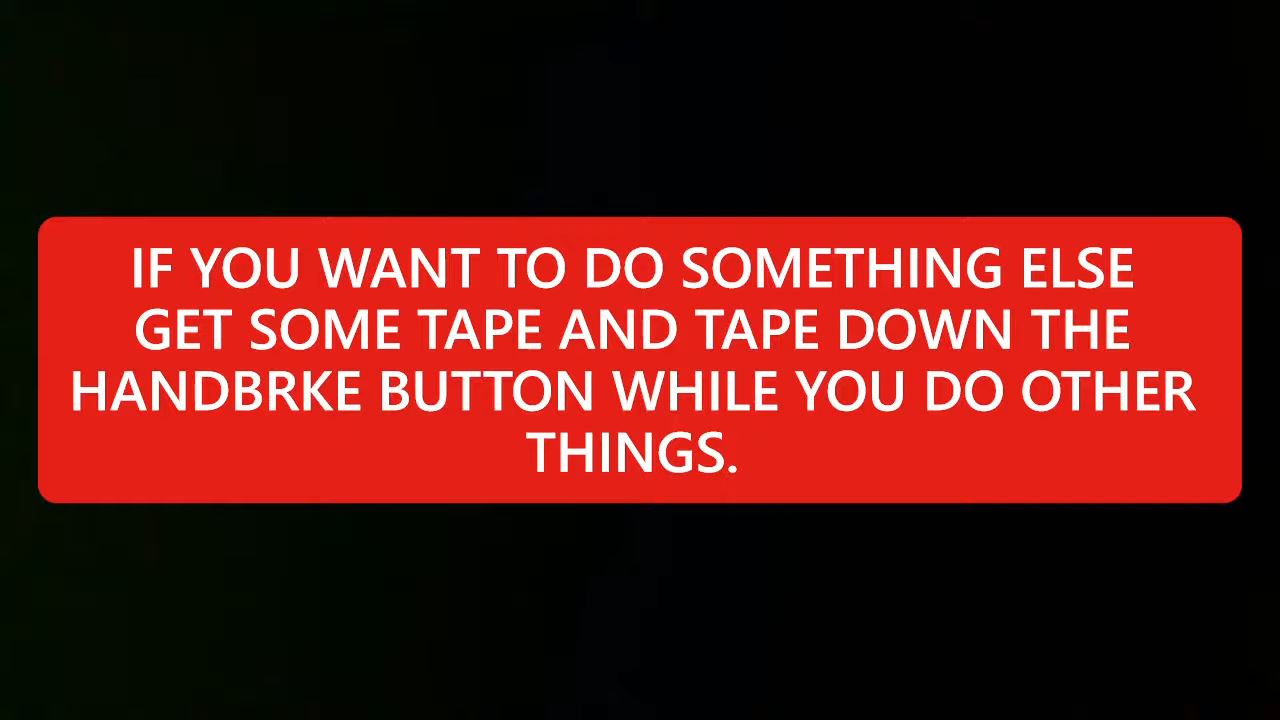 IF YOU WANT TO DO SOMETHING ELSE
GET SOME TAPE AND TAPE DOWN THE
HANDBRKE BUTTON WHILE YOU DO OTHER
THINGS.